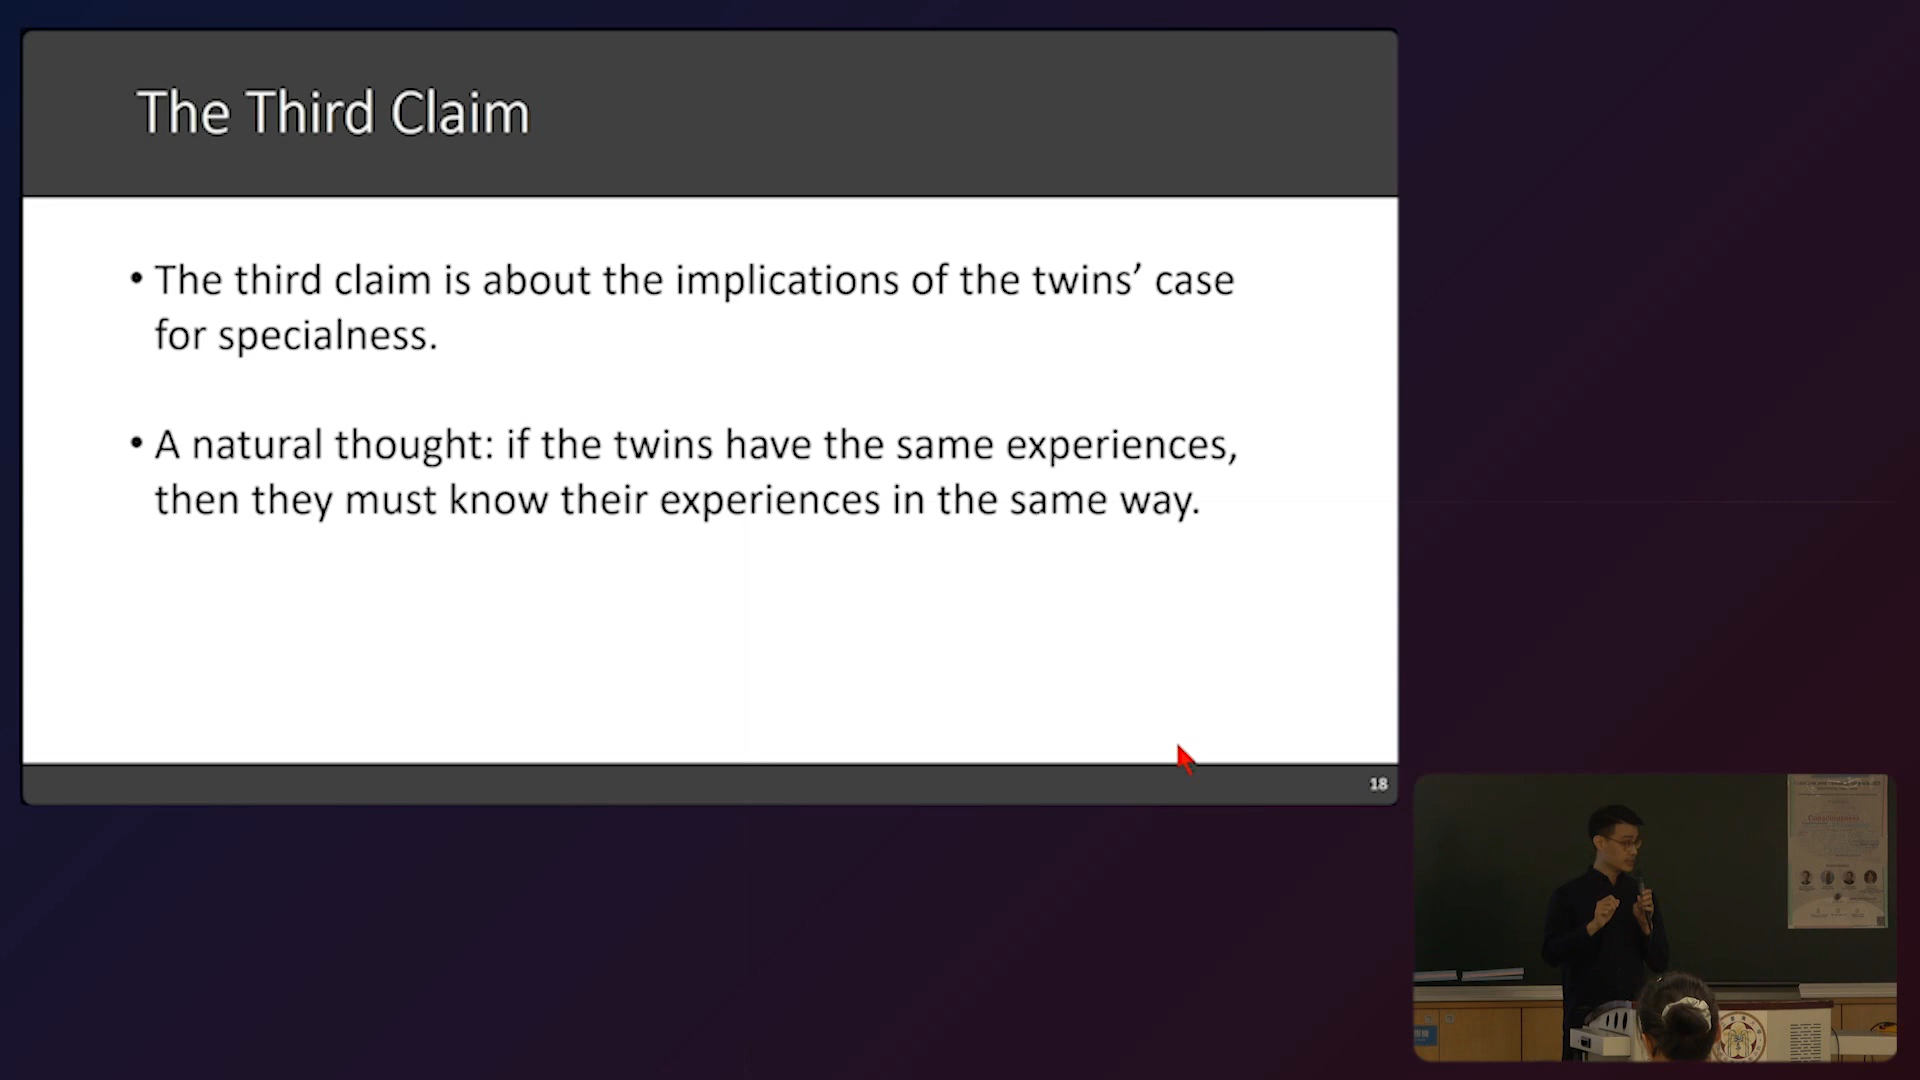 The Third Claim
• The third claim is about the implications of the twins’ case
for specialness.
• A natural thought: if the twins have the same experiences,
then they must know their experiences in the same way.
18
Consciousness